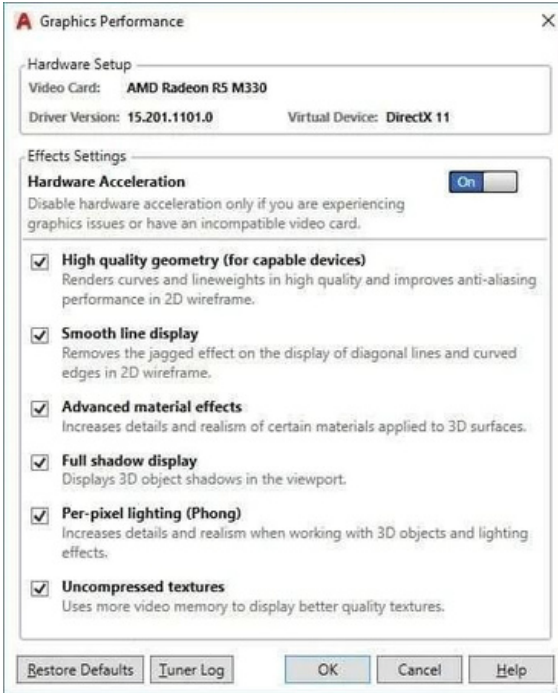 Graphics Performance
Hardware Setup
Video Card: AMD Radeon R5 M330
Driver Version: 15.201.1101.0 Virtual Device: DirectX 11
Effects Settings
Hardware Acceleration On
Disable hardware acceleration only if you are experiencing
graphics issues or have an incompatible video card.
High quality geometry (for capable devices)
Renders curves and lineweights in high quality and improves anti-aliasing
performance in 2D wireframe.
Smooth line display
Removes the jagged effect on the display of diagonal lines and curved
edges in 2D wireframe.
Advanced material effects
Increases details and realism of certain materials applied to 3D surfaces.
Full shadow display
Displays 3D object shadows in the viewport.
Per-pixel lighting (Phong)
Increases details and realism when working with 3D objects and lighting
effects.
Uncompressed textures
Uses more video memory to display better quality textures.
Restore Defaults Tuner Log OK Cancel Help